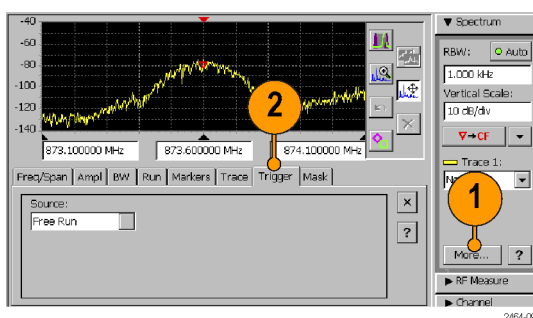 -40
-60
-80
-100
-120
-140
873.100000 MHz
873.600000 MHz
874.100000 MHz
Freq/Span
Ampl
BW
Run
Markers
Trace
Trigger
Mask
Source:
Free Run
×
?
2
▼ Spectrum
RBW:
Auto
1.000 kHz
Vertical Scale:
10 dB/div
∇→CF
Trace 1:
1
More...
?
► RF Measure
► Channel